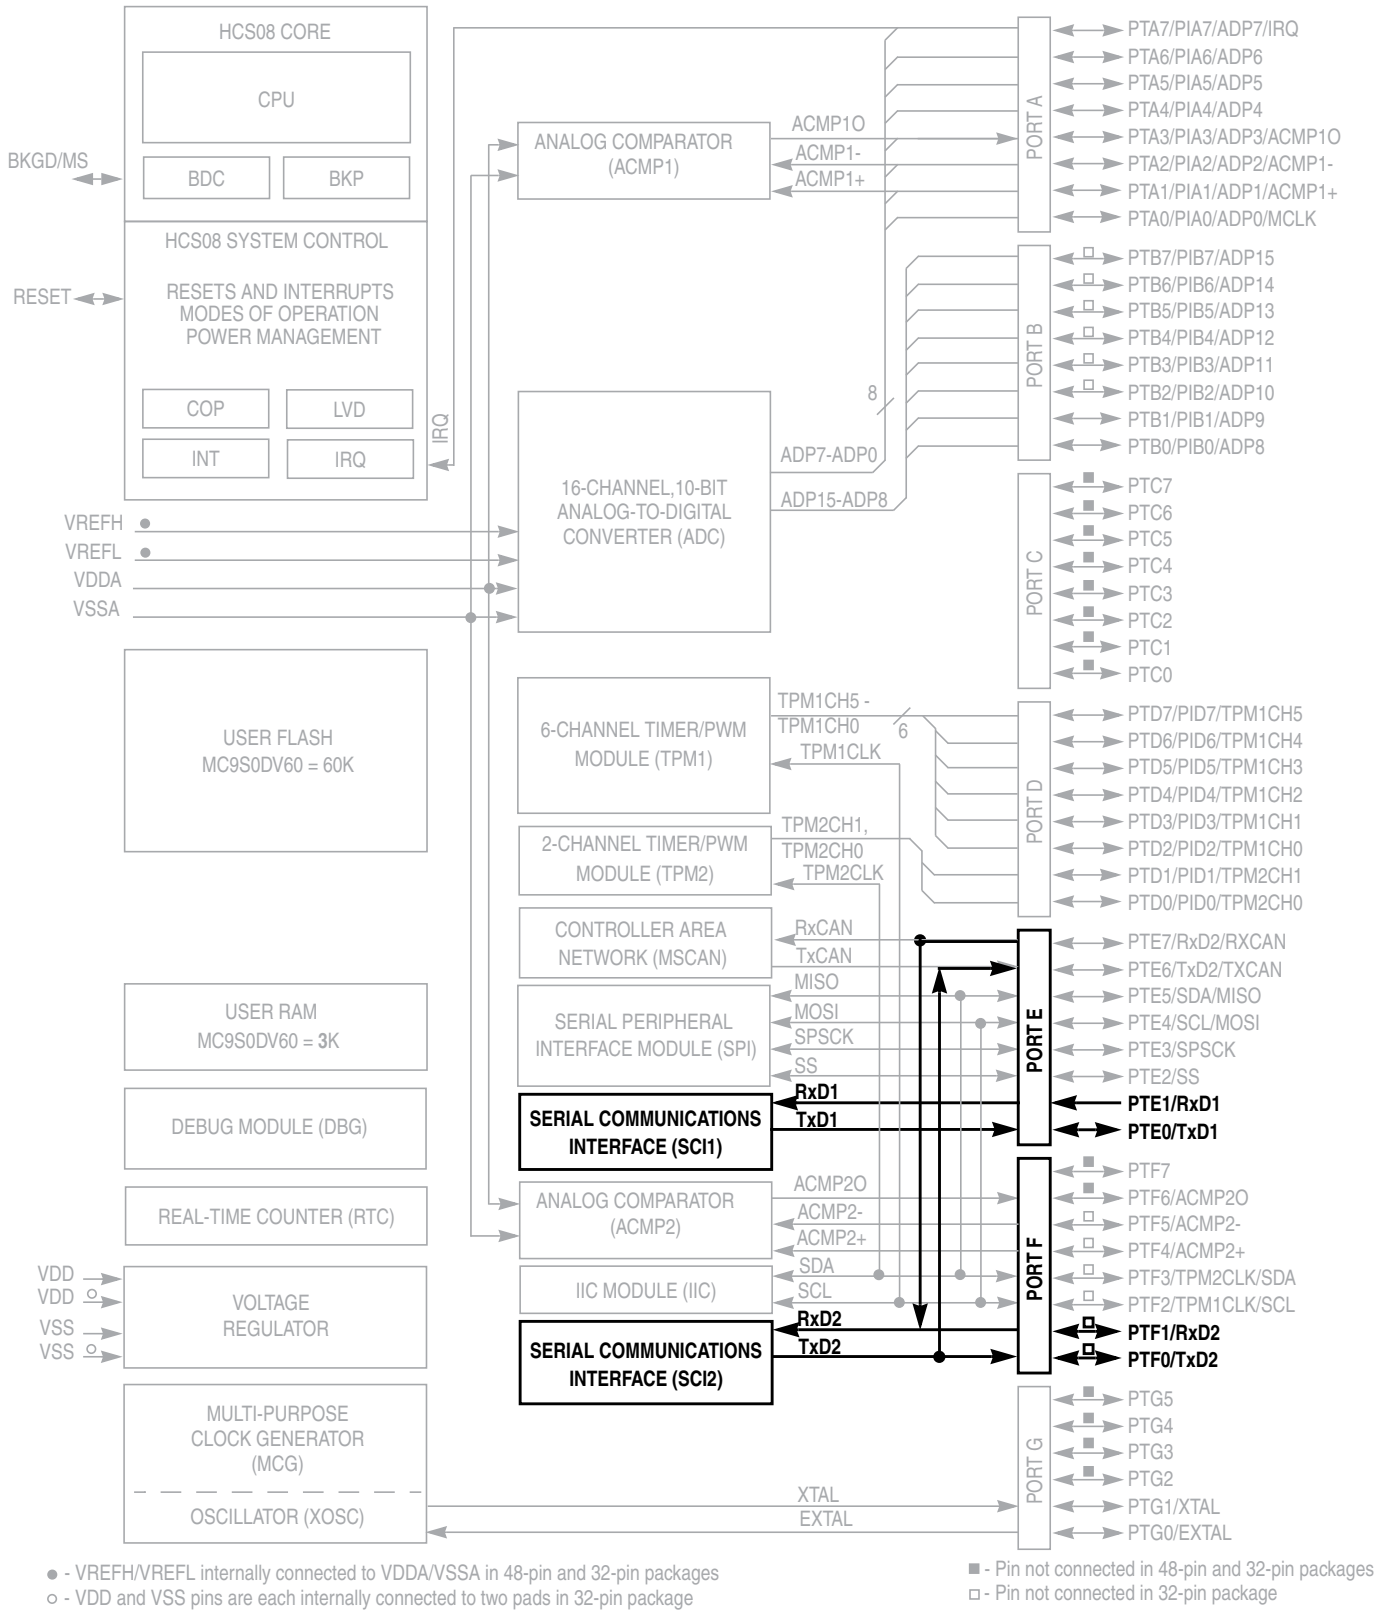 HCS08 CORE
CPU
BDC
BKP
BKGD/MS
HCS08 SYSTEM CONTROL
RESETS AND INTERRUPTS
MODES OF OPERATION
POWER MANAGEMENT
RESET
COP
LVD
INT
IRQ
IRQ
VREFH
VREFL
VDDA
VSSA
USER FLASH
MC9S0DV60 = 60K
USER RAM
MC9S0DV60 = 3K
DEBUG MODULE (DBG)
REAL-TIME COUNTER (RTC)
VDD
VDD
VSS
VSS
VOLTAGE
REGULATOR
MULTI-PURPOSE
CLOCK GENERATOR
(MCG)
OSCILLATOR (XOSC)
ANALOG COMPARATOR
(ACMP1)
ACMP1O
ACMP1-
ACMP1+
16-CHANNEL,10-BIT
ANALOG-TO-DIGITAL
CONVERTER (ADC)
8
ADP7-ADP0
ADP15-ADP8
6-CHANNEL TIMER/PWM
MODULE (TPM1)
TPM1CH5 -
TPM1CH0
6
TPM1CLK
2-CHANNEL TIMER/PWM
MODULE (TPM2)
TPM2CH1,
TPM2CH0
TPM2CLK
CONTROLLER AREA
NETWORK (MSCAN)
RxCAN
TxCAN
SERIAL PERIPHERAL
INTERFACE MODULE (SPI)
MISO
MOSI
SPSCK
SS
SERIAL COMMUNICATIONS
INTERFACE (SCI1)
RxD1
TxD1
ANALOG COMPARATOR
(ACMP2)
ACMP2O
ACMP2-
ACMP2+
IIC MODULE (IIC)
SDA
SCL
SERIAL COMMUNICATIONS
INTERFACE (SCI2)
RxD2
TxD2
XTAL
EXTAL
PORT A
PTA7/PIA7/ADP7/IRQ
PTA6/PIA6/ADP6
PTA5/PIA5/ADP5
PTA4/PIA4/ADP4
PTA3/PIA3/ADP3/ACMP1O
PTA2/PIA2/ADP2/ACMP1-
PTA1/PIA1/ADP1/ACMP1+
PTA0/PIA0/ADP0/MCLK
PORT B
PTB7/PIB7/ADP15
PTB6/PIB6/ADP14
PTB5/PIB5/ADP13
PTB4/PIB4/ADP12
PTB3/PIB3/ADP11
PTB2/PIB2/ADP10
PTB1/PIB1/ADP9
PTB0/PIB0/ADP8
PORT C
PTC7
PTC6
PTC5
PTC4
PTC3
PTC2
PTC1
PTC0
PORT D
PTD7/PID7/TPM1CH5
PTD6/PID6/TPM1CH4
PTD5/PID5/TPM1CH3
PTD4/PID4/TPM1CH2
PTD3/PID3/TPM1CH1
PTD2/PID2/TPM1CH0
PTD1/PID1/TPM2CH1
PTD0/PID0/TPM2CH0
PORT E
PTE7/RxD2/RXCAN
PTE6/TxD2/TXCAN
PTE5/SDA/MISO
PTE4/SCL/MOSI
PTE3/SPSCK
PTE2/SS
PTE1/RxD1
PTE0/TxD1
PORT F
PTF7
PTF6/ACMP2O
PTF5/ACMP2-
PTF4/ACMP2+
PTF3/TPM2CLK/SDA
PTF2/TPM1CLK/SCL
PTF1/RxD2
PTF0/TxD2
PORT G
PTG5
PTG4
PTG3
PTG2
PTG1/XTAL
PTG0/EXTAL
● - VREFH/VREFL internally connected to VDDA/VSSA in 48-pin and 32-pin packages
○ - VDD and VSS pins are each internally connected to two pads in 32-pin package
■ - Pin not connected in 48-pin and 32-pin packages
□ - Pin not connected in 32-pin package